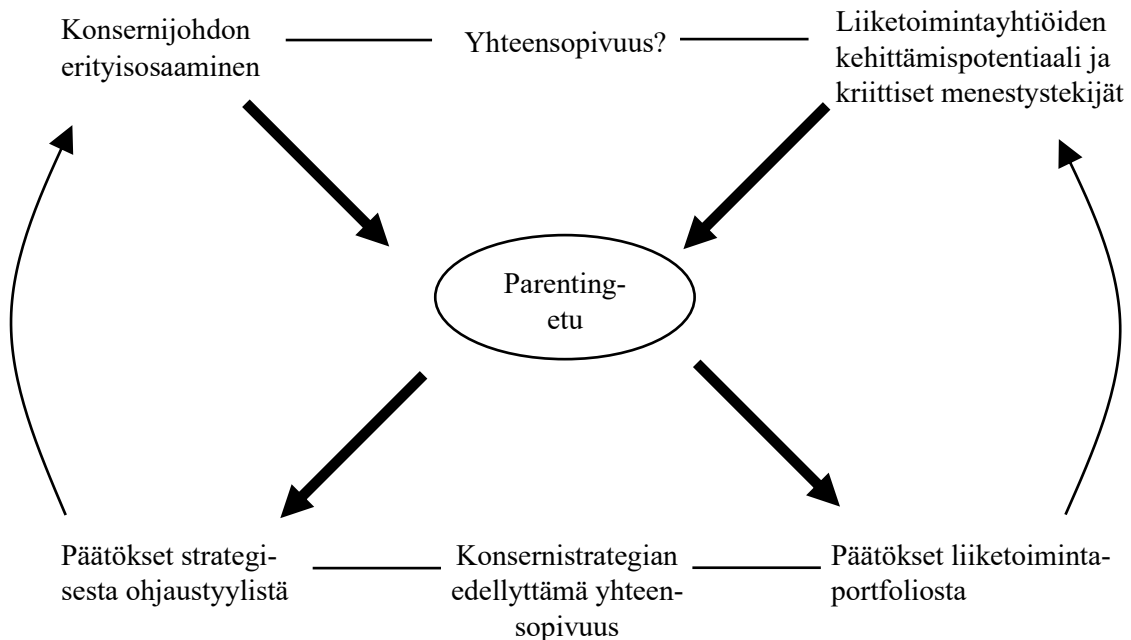 Konsernijohdon
erityisosaaminen
Yhteensopivuus?
Liiketoimintayhtiöiden
kehittämispotentiaali ja
kriittiset menestystekijät
Parenting-
etu
Päätökset strategi-
sesta ohjaustyylistä
Konsernistrategian
edellyttämä yhteen-
sopivuus
Päätökset liiketoiminta-
portfoliosta